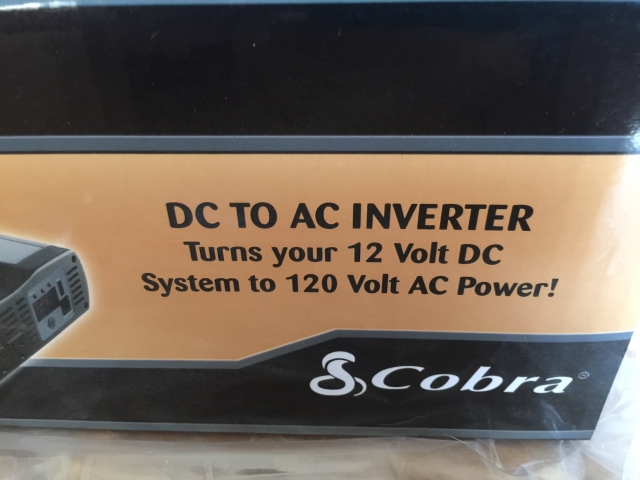 DC TO AC INVERTER
Turns your 12 Volt DC
System to 120 Volt AC Power!
Cobra®